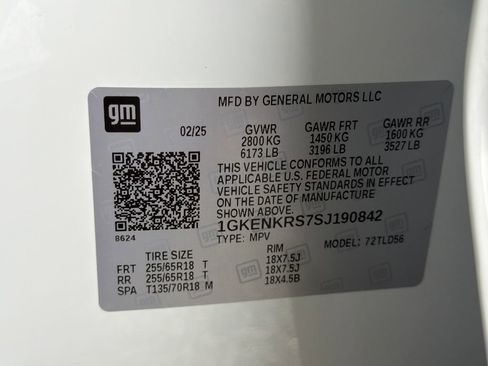 gm
MFD BY GENERAL MOTORS LLC
02/25 GVWR GAWR FRT GAWR RR
2800 KG 1450 KG 1600 KG
6173 LB 3196 LB 3527 LB
THIS VEHICLE CONFORMS TO ALL
APPLICABLE U.S. FEDERAL MOTOR
VEHICLE SAFETY STANDARDS IN EFFECT
ON THE DATE OF MANUFACTURE
SHOWN ABOVE.
1GKENKRS7SJ190842
8624 TYPE: MPV MODEL: 72TLD56
TIRE SIZE RIM
FRT 255/65R18 T 18X7.5J
RR 255/65R18 T 18X7.5J
SPA T135/70R18 M 18X4.5B